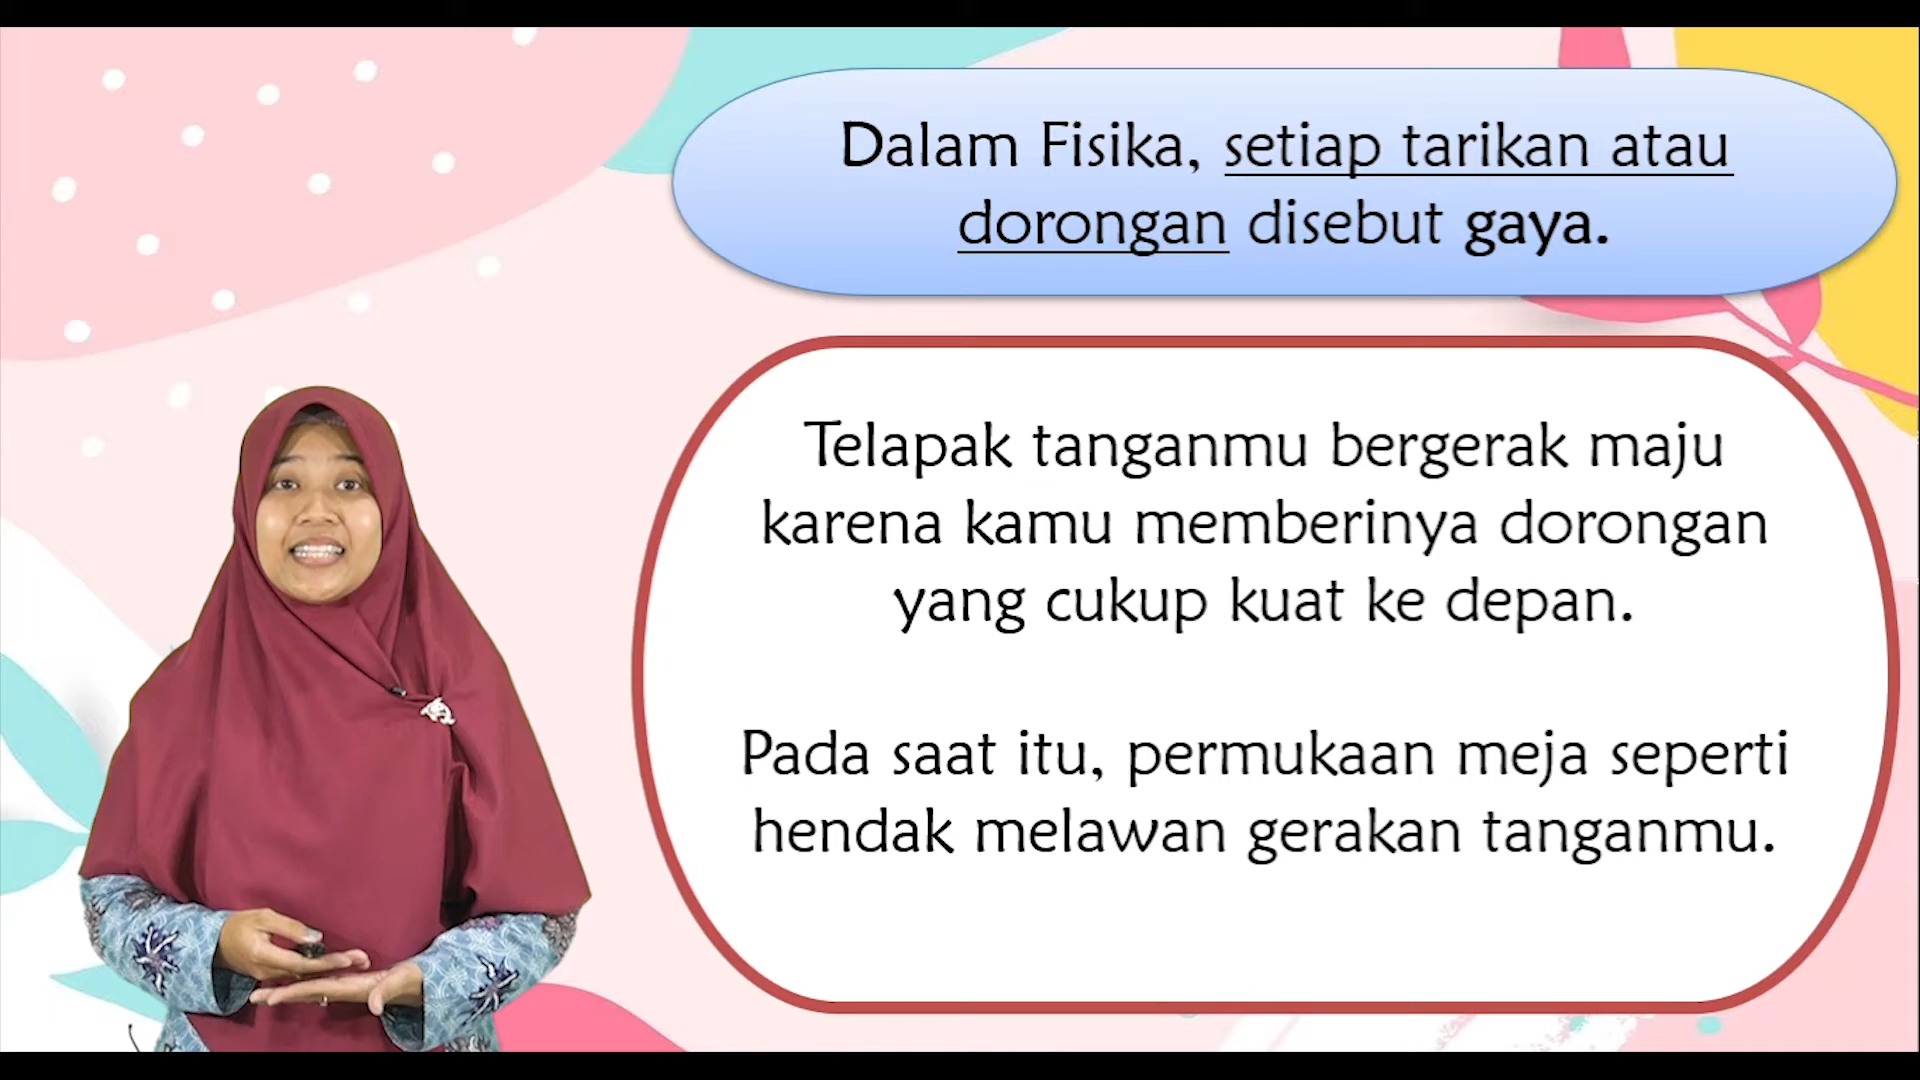 Dalam Fisika, setiap tarikan atau
dorongan disebut gaya.
Telapak tanganmu bergerak maju
karena kamu memberinya dorongan
yang cukup kuat ke depan.
Pada saat itu, permukaan meja seperti
hendak melawan gerakan tanganmu.